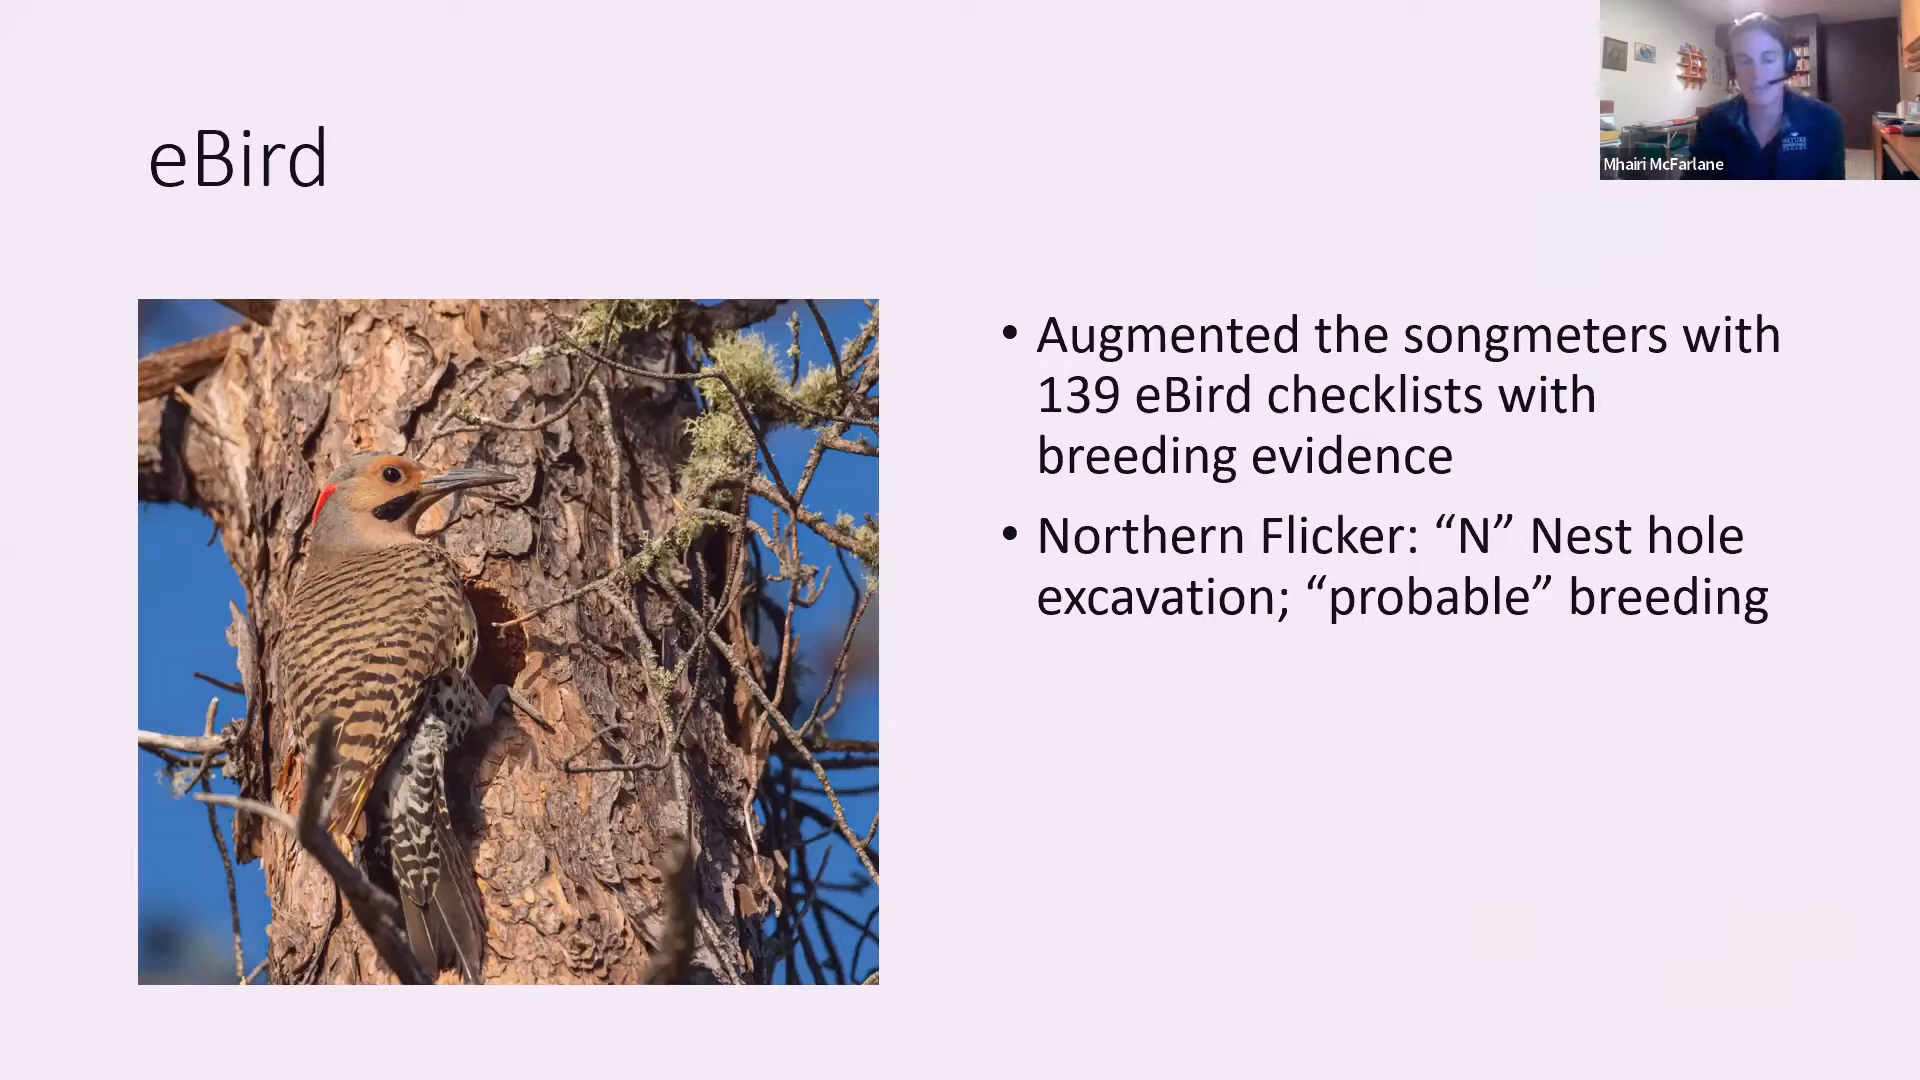 eBird
Mhairi McFarlane
• Augmented the songmeters with
139 eBird checklists with
breeding evidence
• Northern Flicker: “N” Nest hole
excavation; “probable” breeding
NATURE